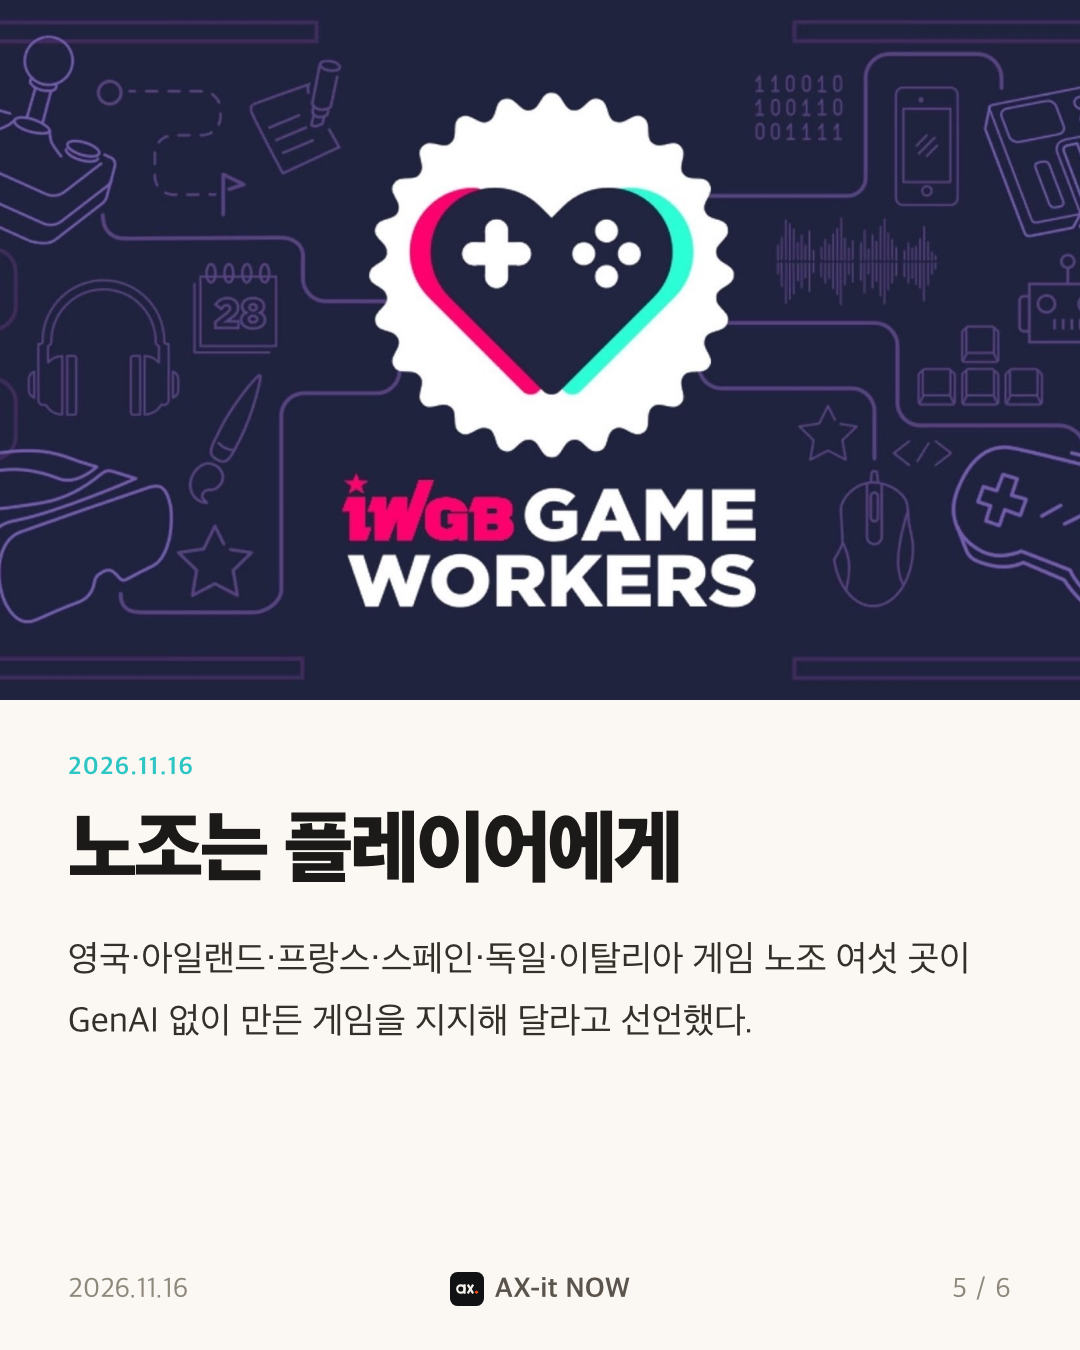 110010
100110
001111
28
iWGB GAME
WORKERS
2026.11.16
노조는 플레이어에게
영국·아일랜드·프랑스·스페인·독일·이탈리아 게임 노조 여섯 곳이
GenAI 없이 만든 게임을 지지해 달라고 선언했다.
2026.11.16
ax. AX-it NOW
5 / 6